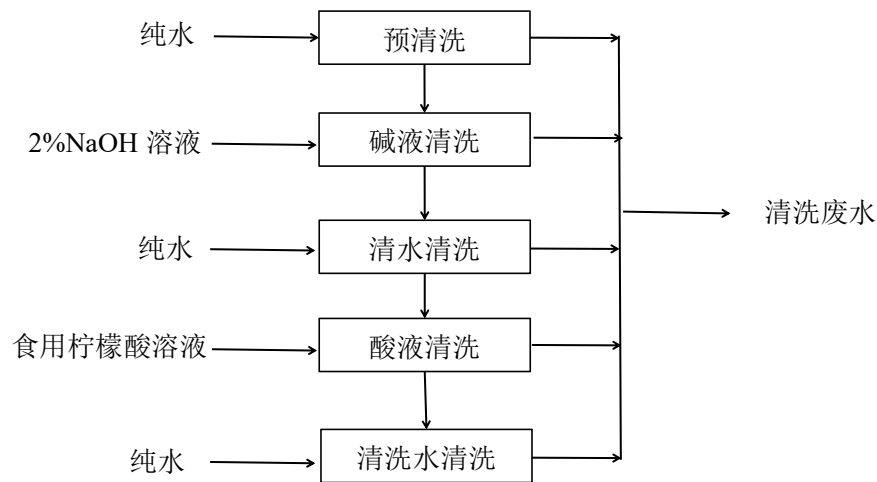 纯水
预清洗
2%NaOH 溶液
碱液清洗
清洗废水
纯水
清水清洗
食用柠檬酸溶液
酸液清洗
纯水
清洗水清洗